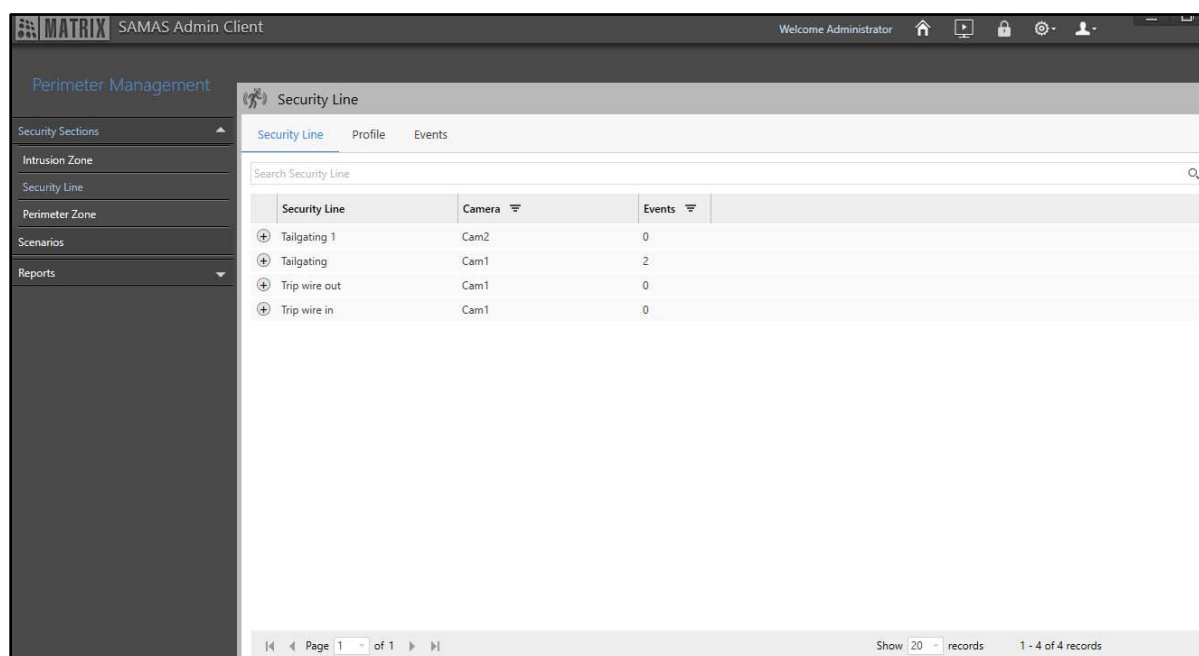 MATRIX SAMAS Admin Client
Welcome Administrator
Perimeter Management
Security Sections
Intrusion Zone
Security Line
Perimeter Zone
Scenarios
Reports
Security Line
Security Line Profile Events
Search Security Line
Security Line Camera Events
Tailgating 1 Cam2 0
Tailgating Cam1 2
Trip wire out Cam1 0
Trip wire in Cam1 0
Page 1 of 1 Show 20 records 1 - 4 of 4 records